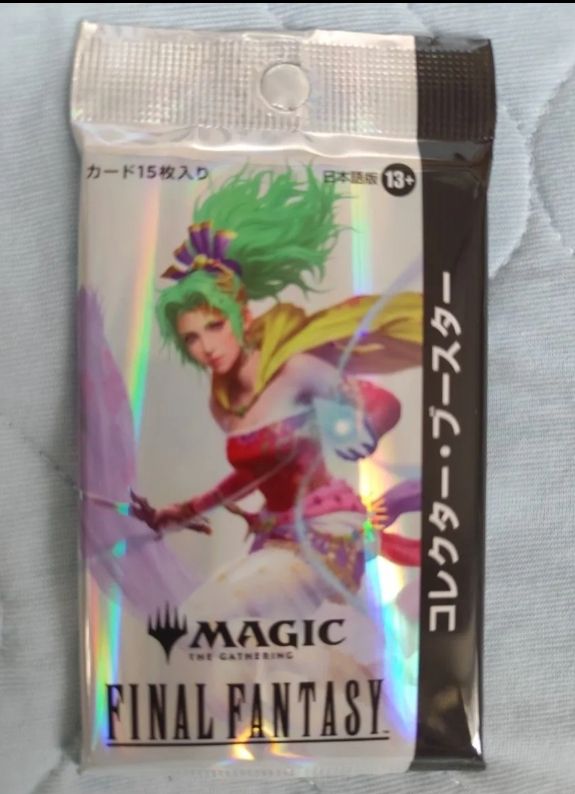 カード15枚入り
日本語版 13+
コレクター・ブースター
MAGIC
THE GATHERING
FINAL FANTASY